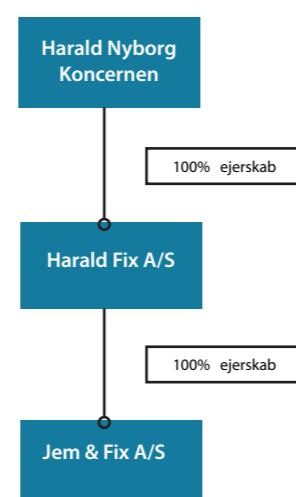 Harald Nyborg
Koncernen
100% ejerskab
Harald Fix A/S
100% ejerskab
Jem & Fix A/S